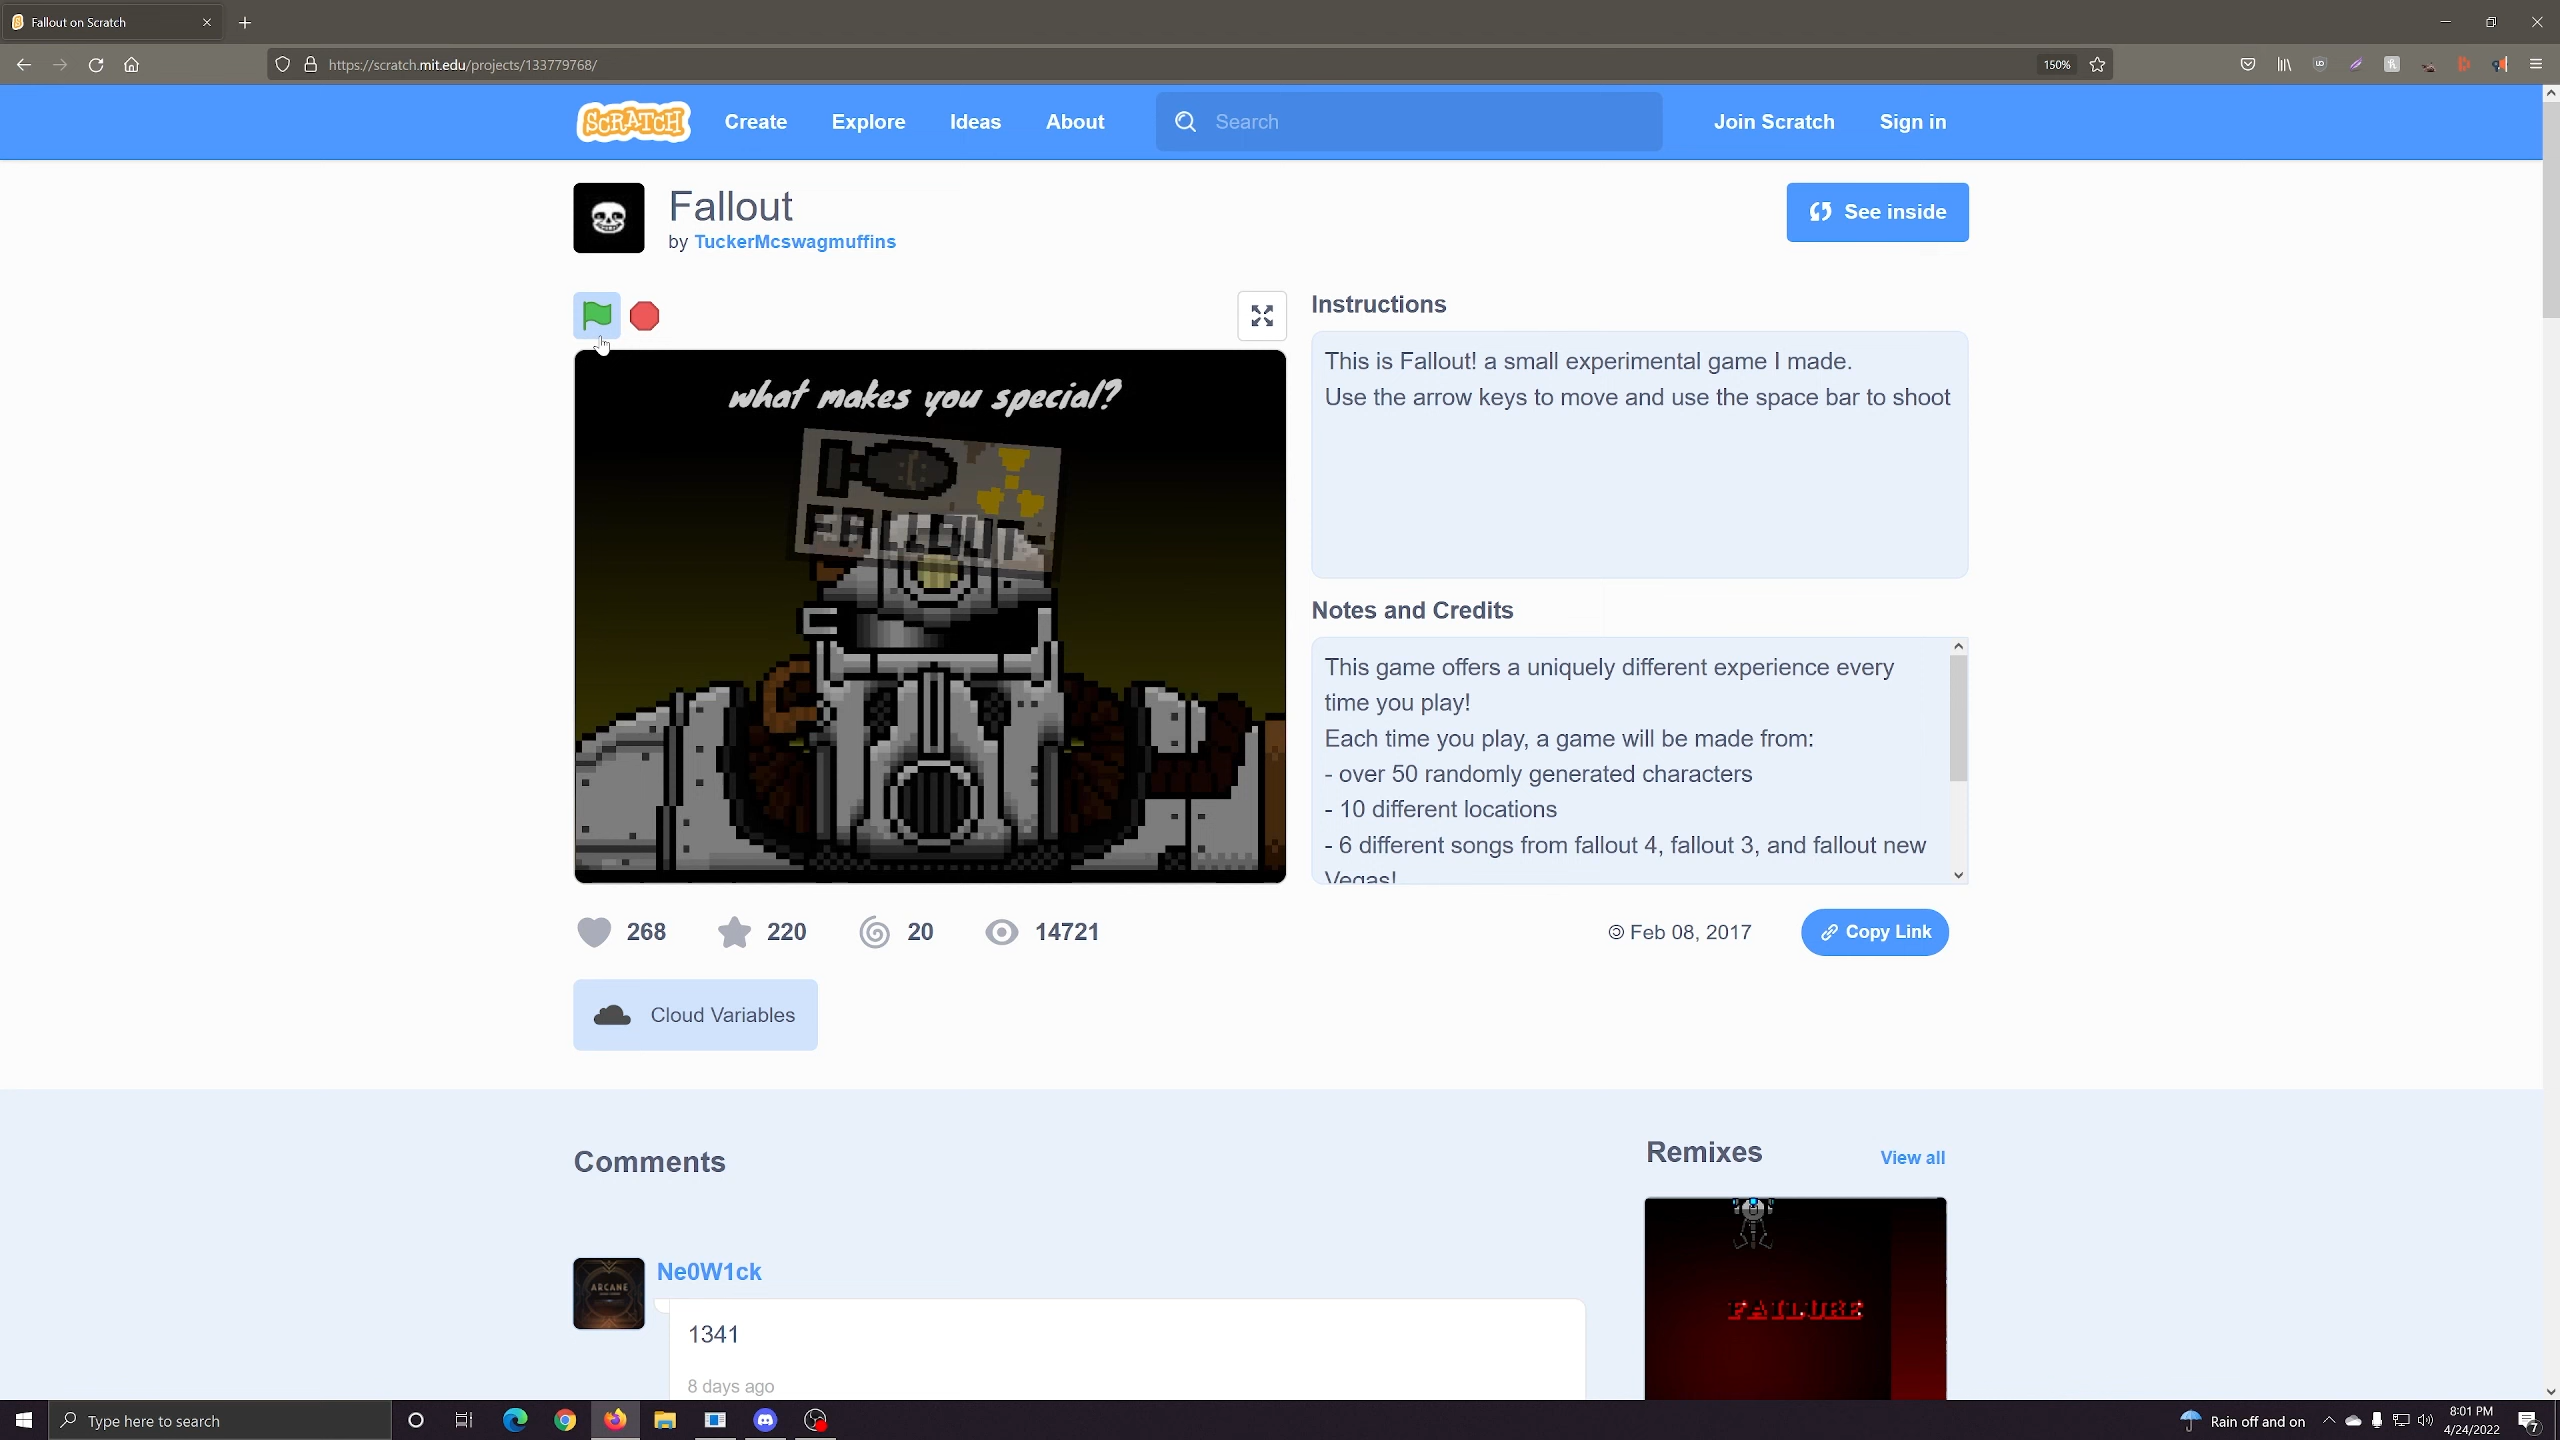 Fallout on Scratch
https://scratch.mit.edu/projects/133779768/
150%
SCRATCH
Create
Explore
Ideas
About
Search
Join Scratch
Sign in
Fallout
by TuckerMcswagmuffins
See inside
what makes you special?
Instructions
This is Fallout! a small experimental game I made.
Use the arrow keys to move and use the space bar to shoot
Notes and Credits
This game offers a uniquely different experience every
time you play!
Each time you play, a game will be made from:
- over 50 randomly generated characters
- 10 different locations
- 6 different songs from fallout 4, fallout 3, and fallout new
Vegas!
268
220
20
14721
Feb 08, 2017
Copy Link
Cloud Variables
Comments
Remixes
View all
Ne0W1ck
ARCANE
1341
8 days ago
FAILURE
Type here to search
Rain off and on
8:01 PM
4/24/2022
7